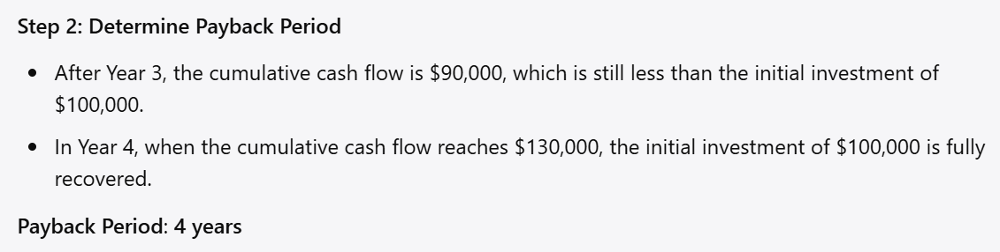 Step 2: Determine Payback Period
• After Year 3, the cumulative cash flow is $90,000, which is still less than the initial investment of
$100,000.
• In Year 4, when the cumulative cash flow reaches $130,000, the initial investment of $100,000 is fully
recovered.
Payback Period: 4 years